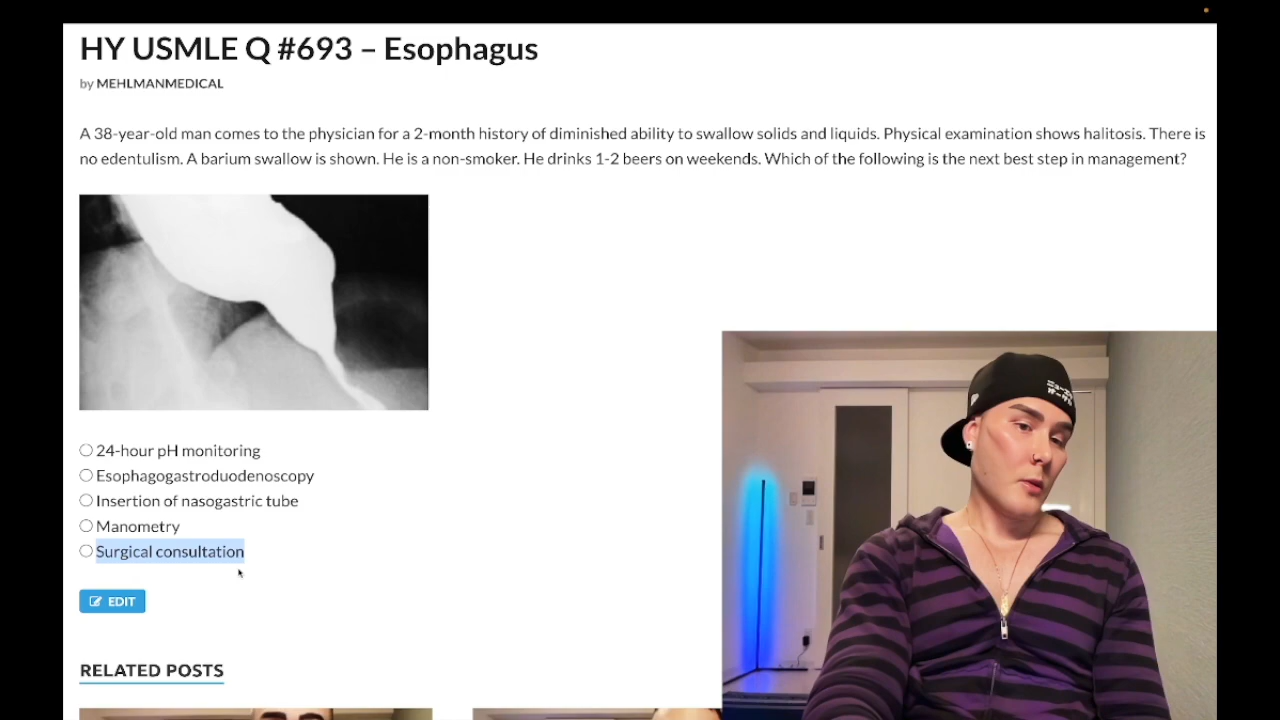 HY USMLE Q #693 – Esophagus
by MEHLMANMEDICAL
A 38-year-old man comes to the physician for a 2-month history of diminished ability to swallow solids and liquids. Physical examination shows halitosis. There is
no edentulism. A barium swallow is shown. He is a non-smoker. He drinks 1-2 beers on weekends. Which of the following is the next best step in management?
24-hour pH monitoring
Esophagogastroduodenoscopy
Insertion of nasogastric tube
Manometry
Surgical consultation
EDIT
RELATED POSTS